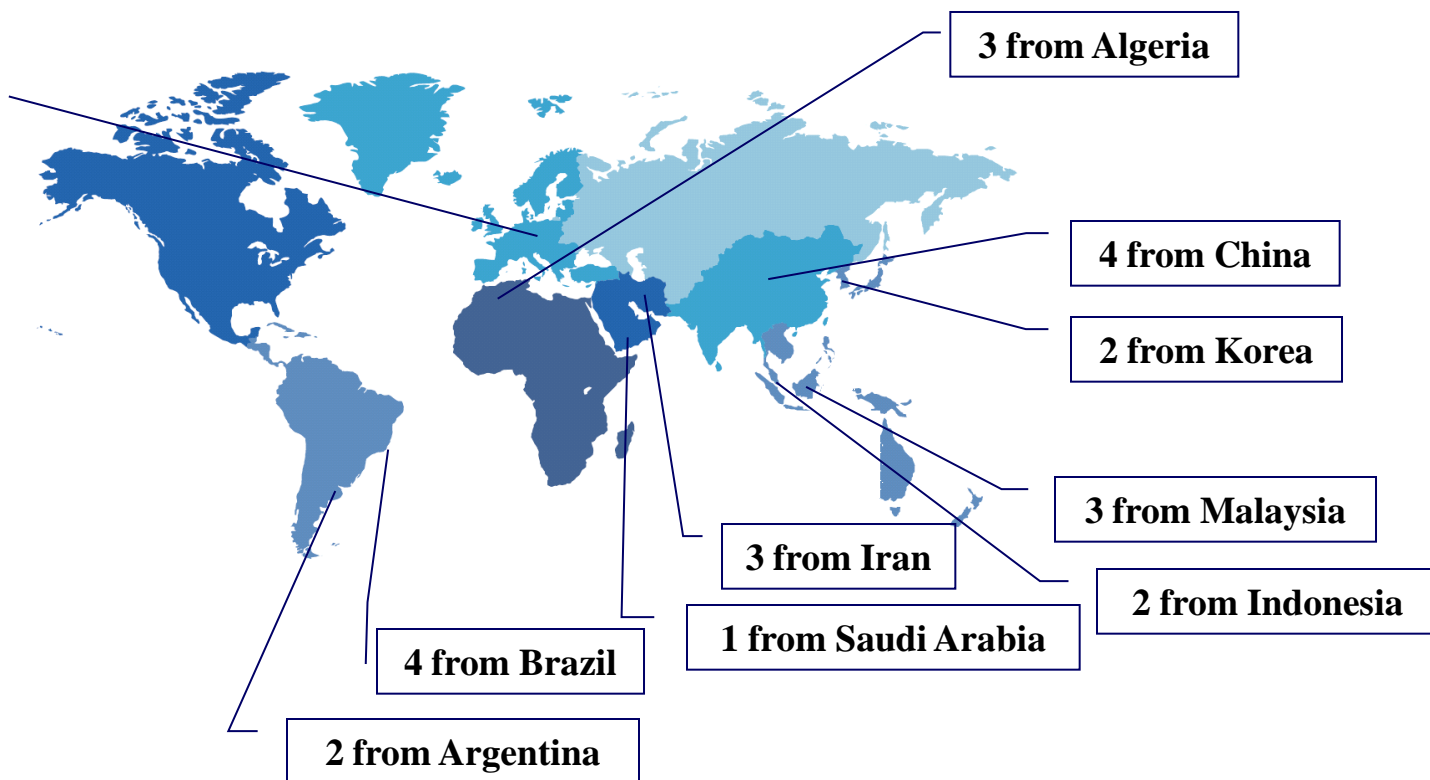 3 from Algeria
4 from China
2 from Korea
3 from Malaysia
3 from Iran
2 from Indonesia
1 from Saudi Arabia
4 from Brazil
2 from Argentina